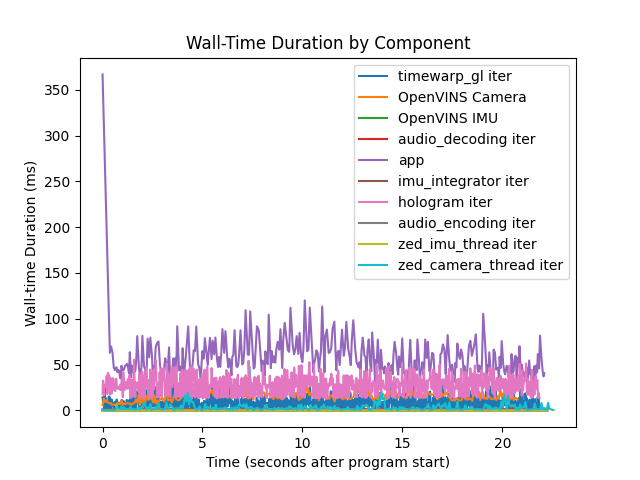 Wall-Time Duration by Component
timewarp_gl iter
OpenVINS Camera
OpenVINS IMU
audio_decoding iter
app
imu_integrator iter
hologram iter
audio_encoding iter
zed_imu_thread iter
zed_camera_thread iter
Wall-time Duration (ms)
350
300
250
200
150
100
50
0
0 5 10 15 20
Time (seconds after program start)